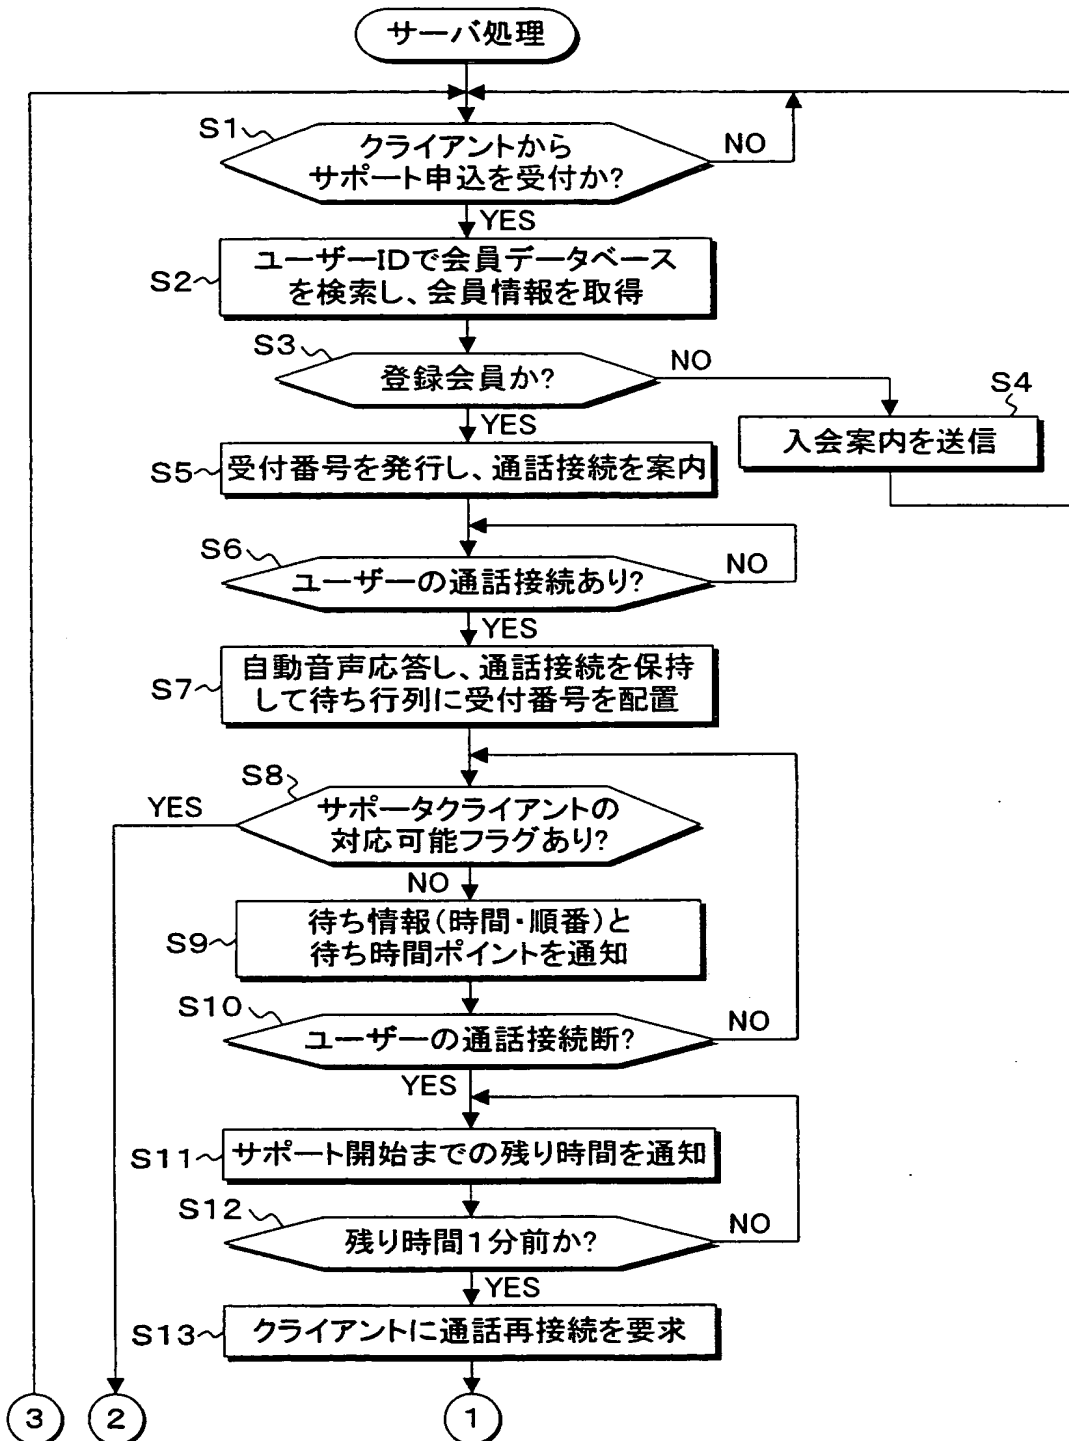 サーバ処理
S1
クライアントから
サポート申込を受付か?
NO
YES
S2
ユーザーIDで会員データベース
を検索し、会員情報を取得
S3
登録会員か?
NO
YES
S4
入会案内を送信
S5
受付番号を発行し、通話接続を案内
S6
ユーザーの通話接続あり?
NO
YES
S7
自動音声応答し、通話接続を保持
して待ち行列に受付番号を配置
S8
サポータクライアントの
対応可能フラグあり?
YES
NO
S9
待ち情報(時間・順番)と
待ち時間ポイントを通知
S10
ユーザーの通話接続断?
NO
YES
S11
サポート開始までの残り時間を通知
S12
残り時間1分前か?
NO
YES
S13
クライアントに通話再接続を要求
3
2
1